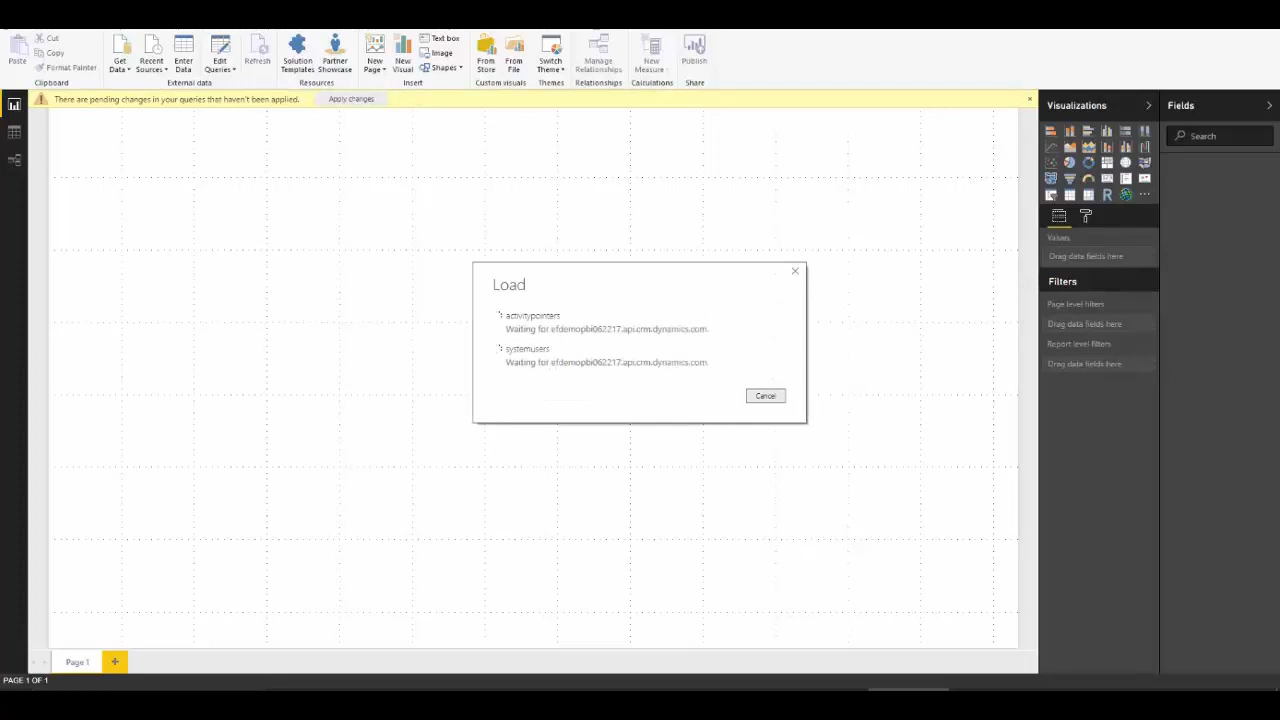 Cut
Copy
Format Painter
Paste
Clipboard
Get Data
Recent Sources
Enter Data
Edit Queries
Refresh
External data
Solution Templates
Partner Showcase
Resources
New Page
New Visual
Text box
Image
Shapes
Insert
From Store
From File
Custom visuals
Switch Theme
Themes
Manage Relationships
Relationships
New Measure
Calculations
Publish
Share
There are pending changes in your queries that haven't been applied.
Apply changes
Visualizations
Fields
Search
R
Values
Drag data fields here
Filters
Page level filters
Drag data fields here
Report level filters
Drag data fields here
Load
activitypointers
Waiting for efdemopbi062217.api.crm.dynamics.com.
systemusers
Waiting for efdemopbi062217.api.crm.dynamics.com.
Cancel
Page 1
PAGE 1 OF 1